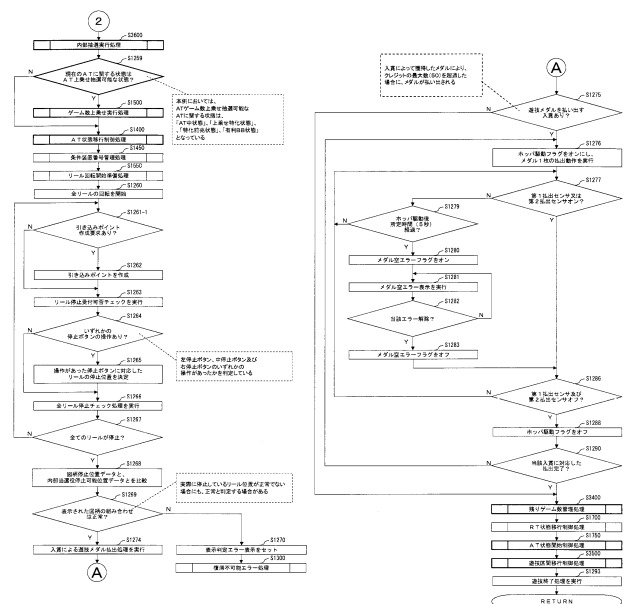 2
S3600
内部抽選実行処理
S1259
現在のATに関する状態は
AT上乗せ抽選可能な状態？
N
Y
S1500
ゲーム数上乗せ実行処理
本例においては、
ATゲーム数上乗せ抽選可能な
ATに関する状態は、
「AT中状態」、「上乗せ特化状態」、
「特化前兆状態」、「有利BB状態」
となっている
S1400
AT状態移行制御処理
S1450
条件装置番号管理処理
S1550
リール回転開始準備処理
S1260
全リールの回転を開始
S1261-1
引き込みポイント
作成要求あり？
N
Y
S1262
引き込みポイントを作成
S1263
リール停止受付可否チェックを実行
S1264
いずれかの
停止ボタンの操作あり？
N
Y
S1265
操作があった停止ボタンに対応した
リールの停止位置を決定
左停止ボタン、中停止ボタン及び
右停止ボタンのいずれかの
操作があったかを判定している
S1266
全リール停止チェック処理を実行
S1267
全てのリールが停止？
N
Y
S1268
図柄停止位置データと、
内部当選役停止可能位置データとを比較
実際に停止しているリール位置が正常でない
場合にも、正常と判定する場合がある
S1269
表示された図柄の組み合わせ
は正常？
N
Y
S1270
表示判定エラー表示をセット
S1300
復帰不可能エラー処理
S1274
入賞による遊技メダル払出処理を実行
A
A
入賞によって獲得したメダルにより、
クレジットの最大数(50)を超過した
場合に、メダルが払い出される
S1275
遊技メダルを払い出す
入賞あり？
N
Y
S1276
ホッパ駆動フラグをオンにし、
メダル1枚の払出動作を実行
S1277
第1払出センサ又は
第2払出センサオン？
N
Y
S1279
ホッパ駆動後
所定時間（5秒）
経過？
N
Y
S1280
メダル空エラーフラグをオン
S1281
メダル空エラー表示を実行
S1282
当該エラー解除？
N
Y
S1283
メダル空エラーフラグをオフ
S1286
第1払出センサ及び
第2払出センサオフ？
N
Y
S1288
ホッパ駆動フラグをオフ
S1290
当該入賞に対応した
払出完了？
N
Y
S3400
残りゲーム数管理処理
S1700
RT状態移行制御処理
S1750
AT状態開始制御処理
S3500
遊技区間移行制御処理
S1293
遊技終了処理を実行
RETURN